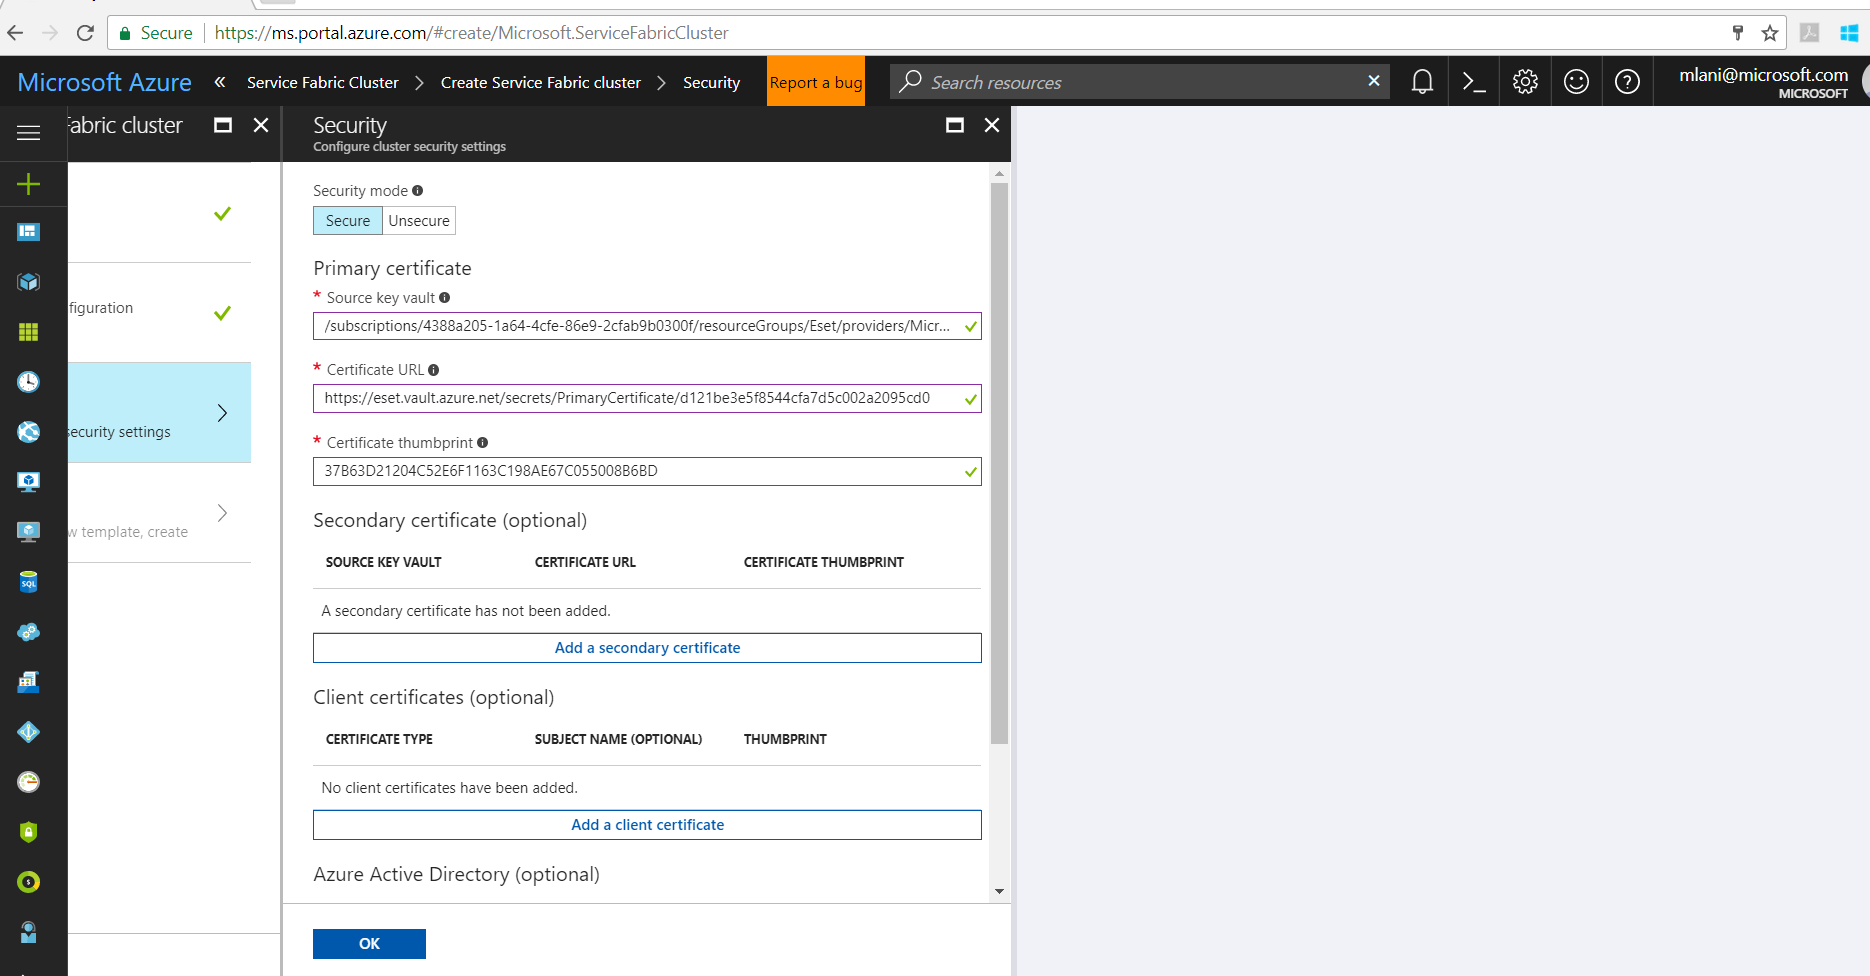 Secure
https://ms.portal.azure.com/#create/Microsoft.ServiceFabricCluster
Microsoft Azure « Service Fabric Cluster > Create Service Fabric cluster > Security
Report a bug
Search resources
mlani@microsoft.com
MICROSOFT
Fabric cluster
figuration
security settings
w template, create
Security
Configure cluster security settings
Security mode
Secure Unsecure
Primary certificate
* Source key vault
/subscriptions/4388a205-1a64-4cfe-86e9-2cfab9b0300f/resourceGroups/Eset/providers/Micr...
* Certificate URL
https://eset.vault.azure.net/secrets/PrimaryCertificate/d121be3e5f8544cfa7d5c002a2095cd0
* Certificate thumbprint
37B63D21204C52E6F1163C198AE67C055008B6BD
Secondary certificate (optional)
SOURCE KEY VAULT CERTIFICATE URL CERTIFICATE THUMBPRINT
A secondary certificate has not been added.
Add a secondary certificate
Client certificates (optional)
CERTIFICATE TYPE SUBJECT NAME (OPTIONAL) THUMBPRINT
No client certificates have been added.
Add a client certificate
Azure Active Directory (optional)
OK